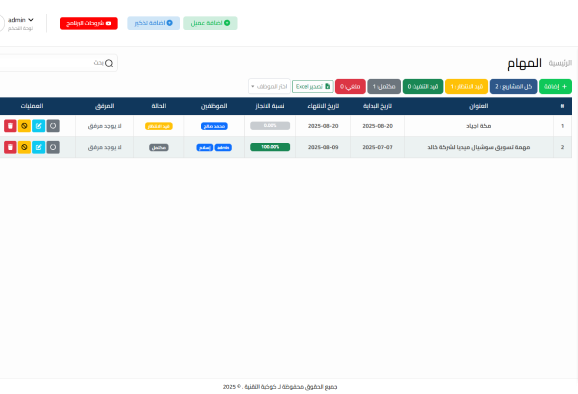 اضافة عميل
اضافة تذكير
شروحات البرنامج
admin
لوحة التحكم
الرئيسية المهام
بحث
إضافة
كل المشاريع: 2
قيد الانتظار: 1
قيد التنفيذ: 0
مكتمل: 1
ملغي: 0
تصدير Excel
اختر الموظف
# العنوان تاريخ البداية تاريخ الانتهاء نسبة الانجاز الموظفين الحالة المرفق العمليات
1 مكة اجياد 2025-08-20 2025-08-20 0.00% محمد صالح قيد الانتظار لا يوجد مرفق
2 مهمة تسويق سوشيال ميديا لشركة خالد 2025-07-07 2025-08-09 100.00% admin إسلام مكتمل لا يوجد مرفق
جميع الحقوق محفوظة لـ كوكبة التقنية . © 2025